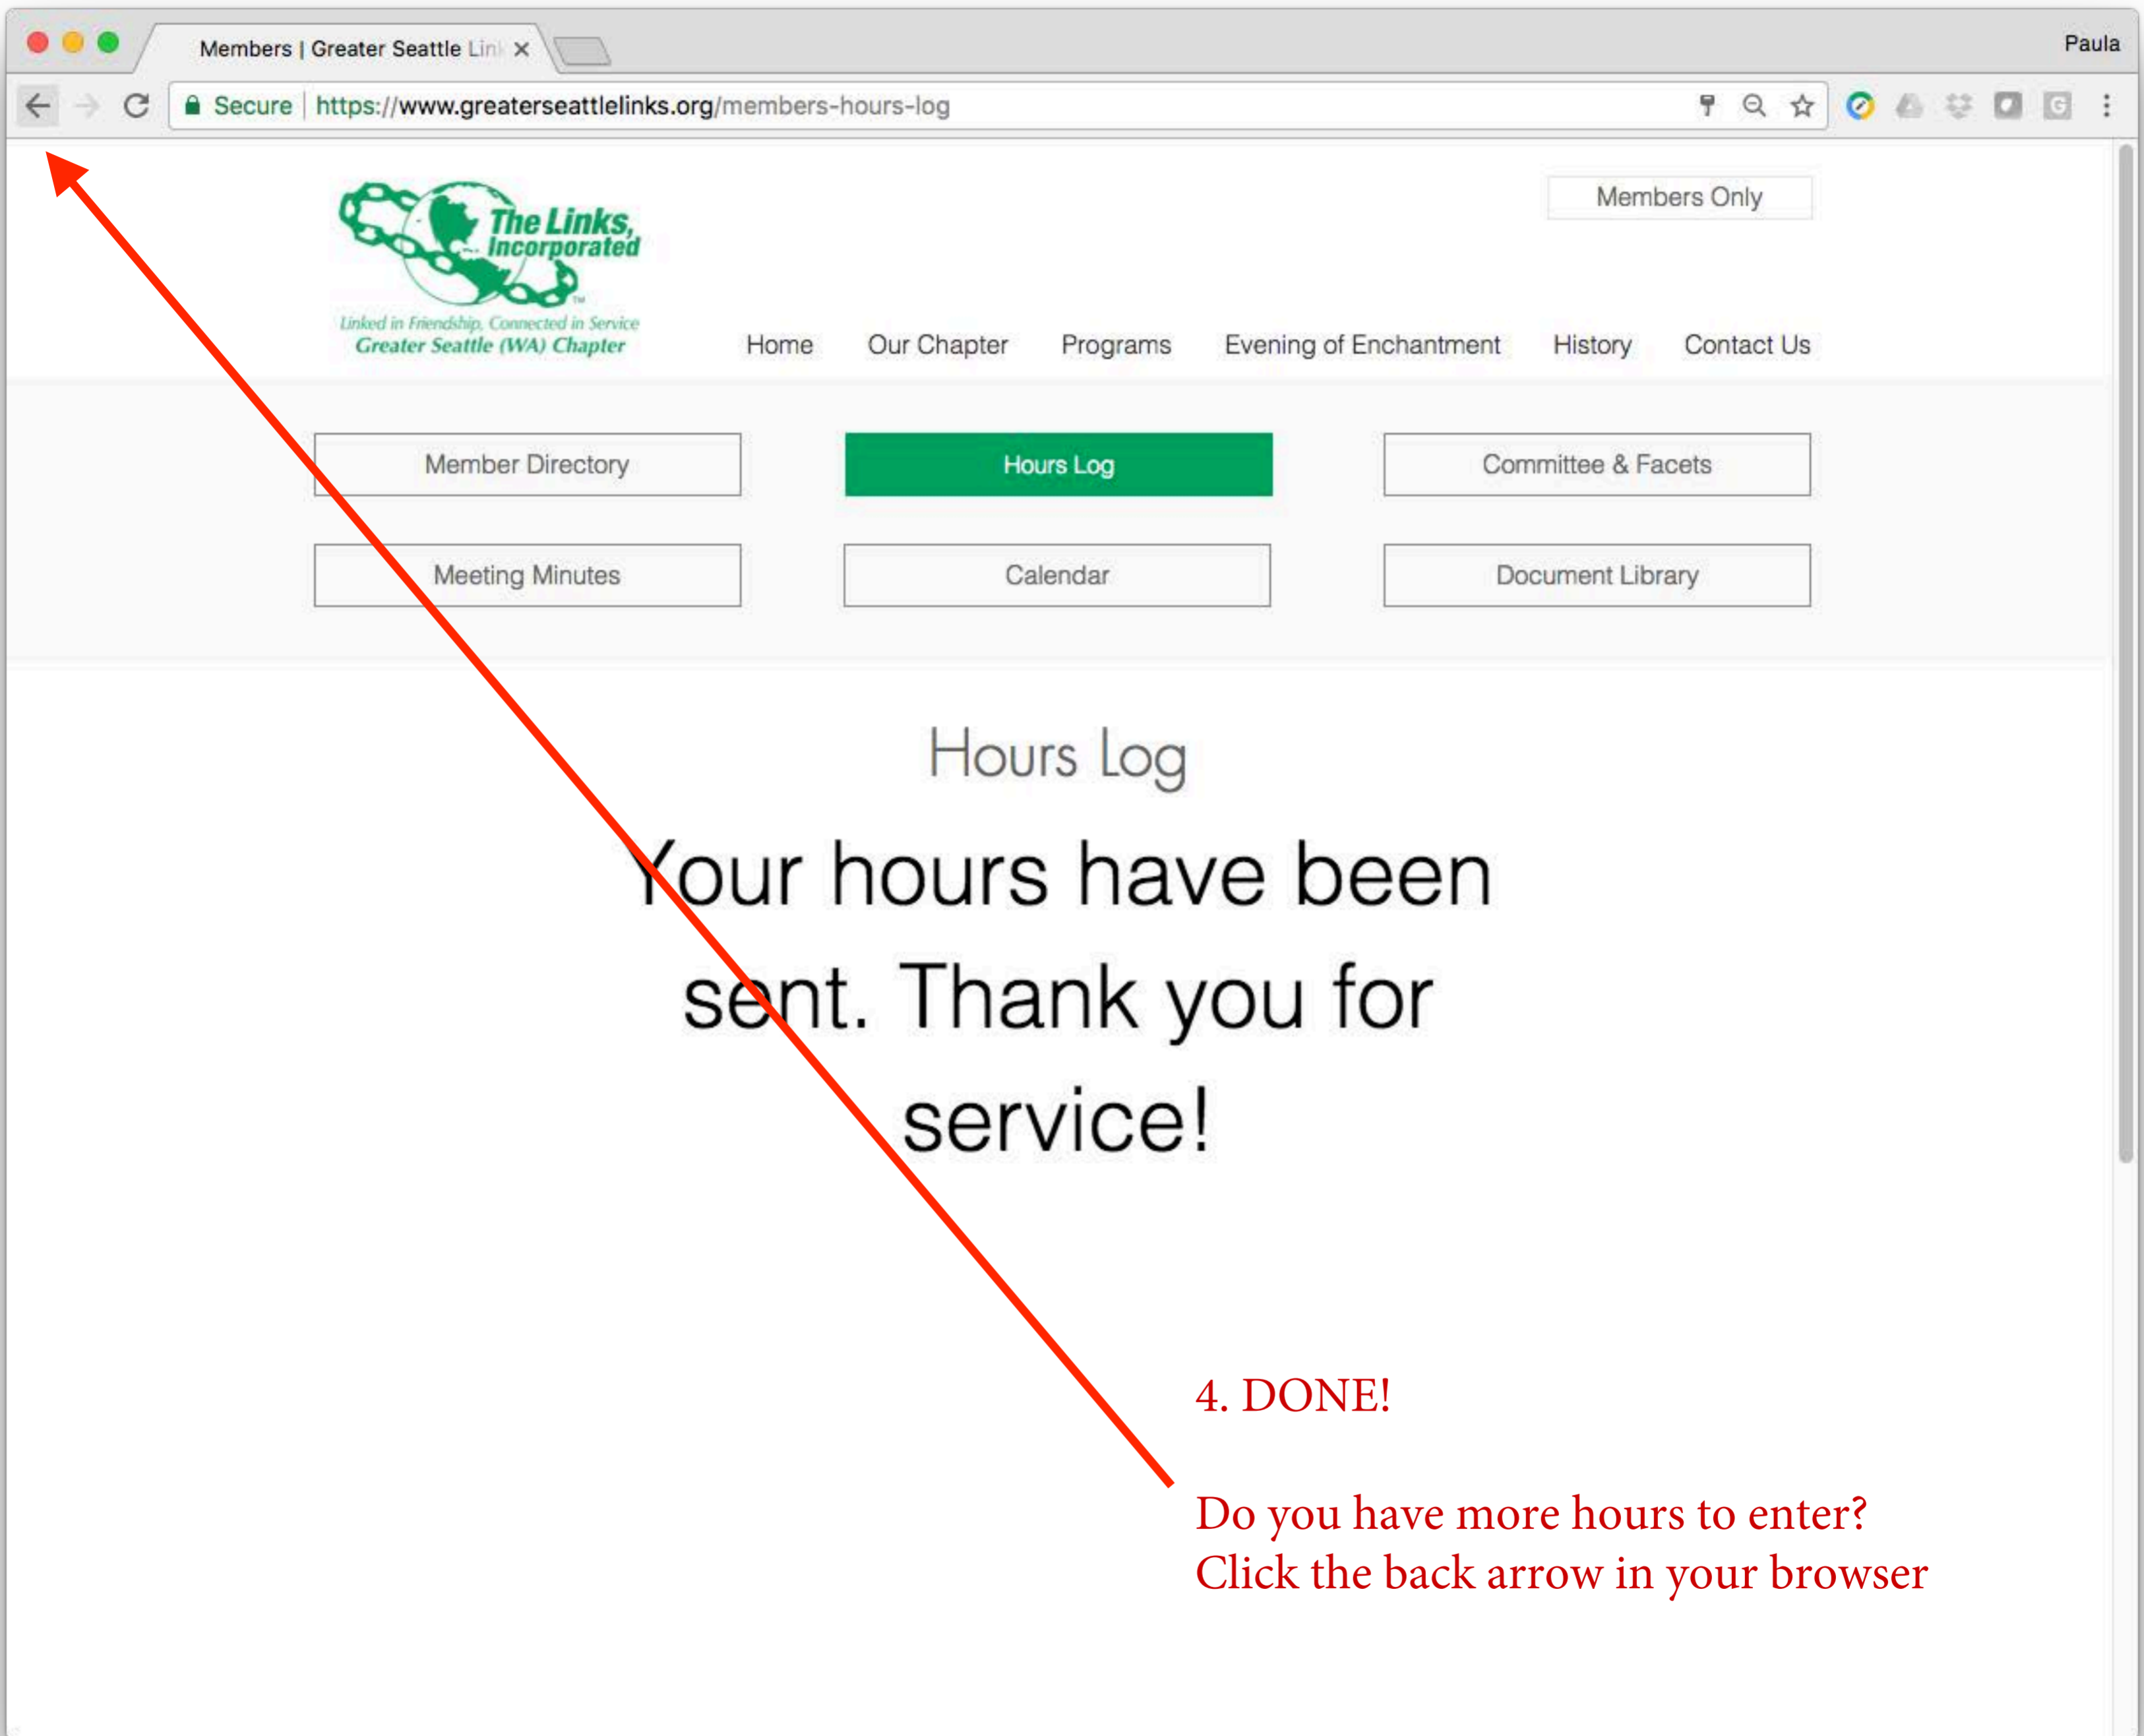 Members | Greater Seattle Lin
Paula
Secure | https://www.greaterseattlelinks.org/members-hours-log
The Links,
Incorporated
TM
Linked in Friendship, Connected in Service
Greater Seattle (WA) Chapter
Members Only
Home Our Chapter Programs Evening of Enchantment History Contact Us
Member Directory Hours Log Committee & Facets
Meeting Minutes Calendar Document Library
Hours Log
Your hours have been
sent. Thank you for
service!
4. DONE!
Do you have more hours to enter?
Click the back arrow in your browser